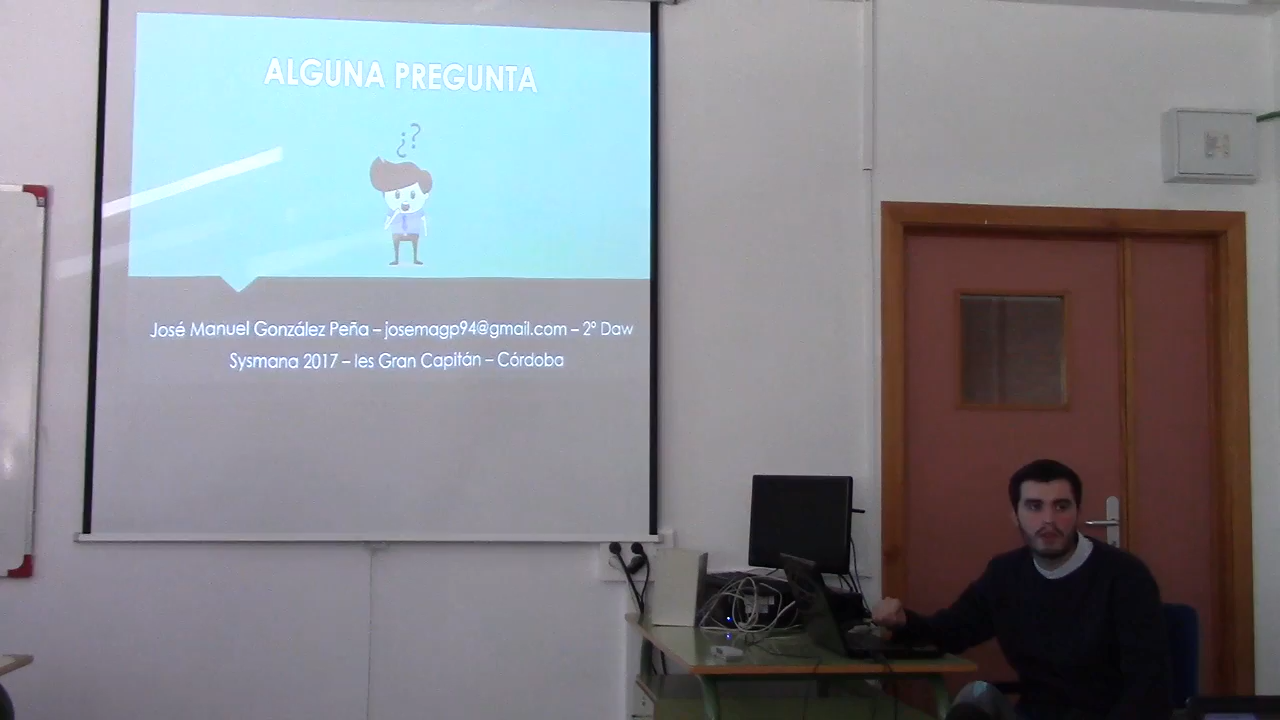 ALGUNA PREGUNTA
¿?
José Manuel González Peña – josemagp94@gmail.com – 2º Daw
Sysmana 2017 – Ies Gran Capitán – Córdoba